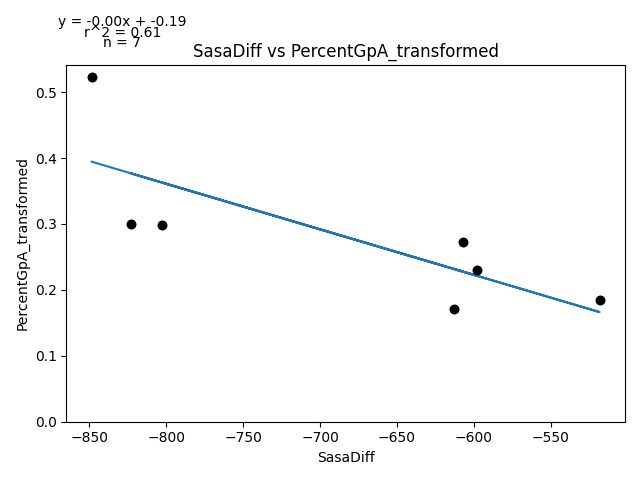 y = -0.00x + -0.19
r^2 = 0.61
n = 7
SasaDiff vs PercentGpA_transformed
PercentGpA_transformed
0.5
0.4
0.3
0.2
0.1
0.0
−850
−800
−750
−700
−650
−600
−550
SasaDiff